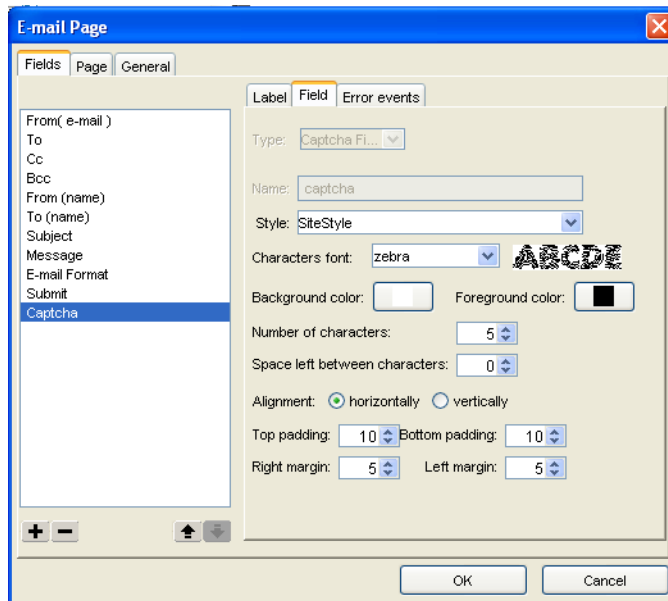 E-mail Page
Fields Page General
Label Field Error events
From( e-mail )
To
Cc
Bcc
From (name)
To (name)
Subject
Message
E-mail Format
Submit
Captcha
Type: Captcha Fi...
Name: captcha
Style: SiteStyle
Characters font: zebra ABCDE
Background color: Foreground color:
Number of characters: 5
Space left between characters: 0
Alignment: horizontally vertically
Top padding: 10 Bottom padding: 10
Right margin: 5 Left margin: 5
OK Cancel